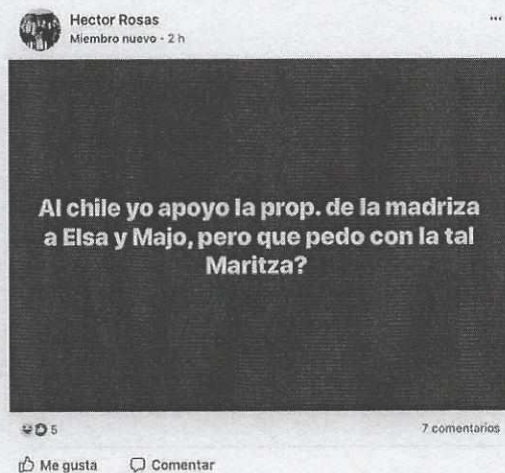 Hector Rosas
Miembro nuevo · 2 h
Al chile yo apoyo la prop. de la madriza
a Elsa y Majo, pero que pedo con la tal
Maritza?
5
7 comentarios
Me gusta
Comentar